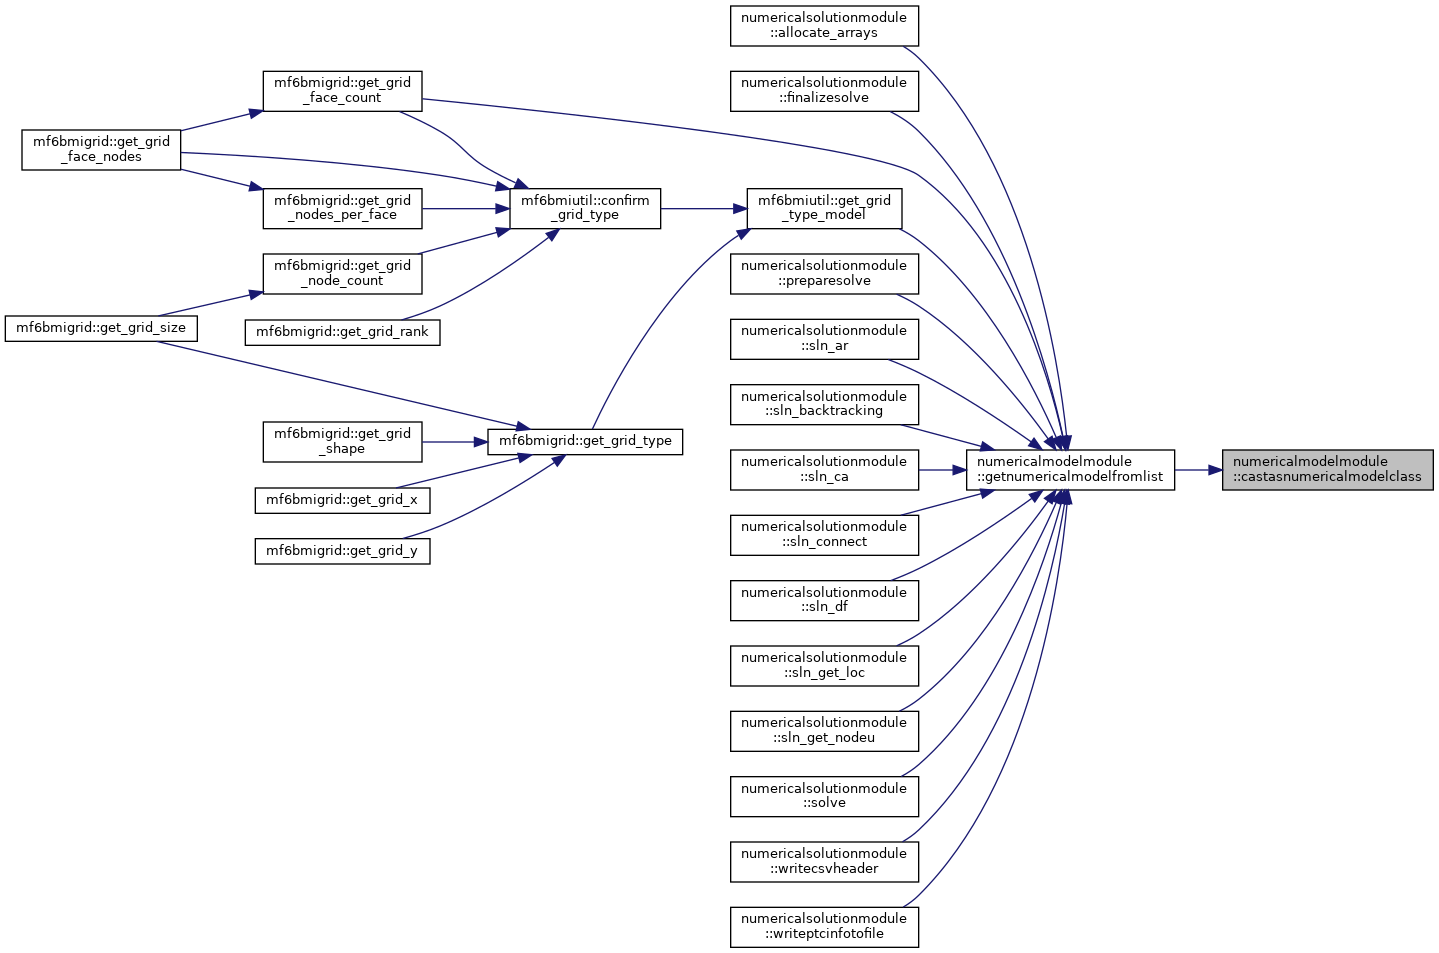 numericalsolutionmodule
::allocate_arrays
mf6bmigrid::get_grid
_face_count
numericalsolutionmodule
::finalizesolve
mf6bmigrid::get_grid
_face_nodes
mf6bmigrid::get_grid
_nodes_per_face
mf6bmiutil::confirm
_grid_type
mf6bmiutil::get_grid
_type_model
mf6bmigrid::get_grid
_node_count
numericalsolutionmodule
::preparesolve
mf6bmigrid::get_grid_size
mf6bmigrid::get_grid_rank
numericalsolutionmodule
::sln_ar
numericalsolutionmodule
::sln_backtracking
mf6bmigrid::get_grid
_shape
mf6bmigrid::get_grid_type
numericalsolutionmodule
::sln_ca
numericalmodelmodule
::getnumericalmodelfromlist
numericalmodelmodule
::castasnumericalmodelclass
mf6bmigrid::get_grid_x
numericalsolutionmodule
::sln_connect
mf6bmigrid::get_grid_y
numericalsolutionmodule
::sln_df
numericalsolutionmodule
::sln_get_loc
numericalsolutionmodule
::sln_get_nodeu
numericalsolutionmodule
::solve
numericalsolutionmodule
::writecsvheader
numericalsolutionmodule
::writeptcinfotofile